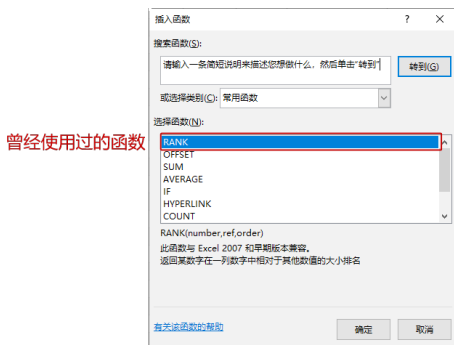 插入函数
? ×
搜索函数(S):
请输入一条简短说明来描述您想做什么，然后单击"转到"
转到(G)
或选择类别(C): 常用函数
选择函数(N):
曾经使用过的函数
RANK
OFFSET
SUM
AVERAGE
IF
HYPERLINK
COUNT
RANK(number,ref,order)
此函数与 Excel 2007 和早期版本兼容。
返回某数字在一列数字中相对于其他数值的大小排名
有关该函数的帮助
确定
取消